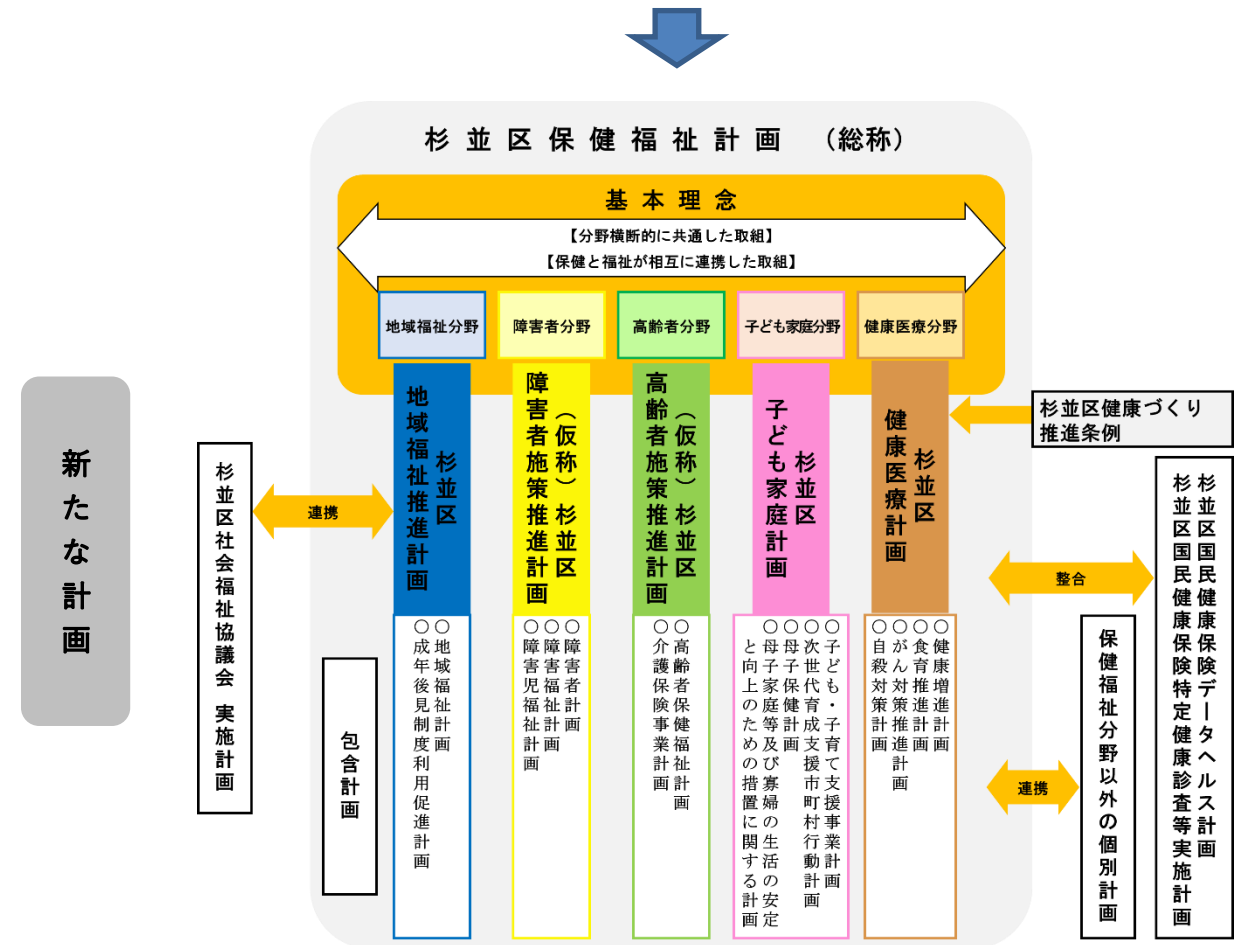 杉並区保健福祉計画 （総称）
基本理念
【分野横断的に共通した取組】
【保健と福祉が相互に連携した取組】
地域福祉分野
障害者分野
高齢者分野
子ども家庭分野
健康医療分野
新たな計画
杉並区社会福祉協議会 実施計画
連携
包含計画
杉並区
地域福祉推進計画
○地域福祉計画
○成年後見制度利用促進計画
（仮称）杉並区
障害者施策推進計画
○障害者計画
○障害福祉計画
○障害児福祉計画
（仮称）杉並区
高齢者施策推進計画
○高齢者保健福祉計画
○介護保険事業計画
杉並区
子ども家庭計画
○子ども・子育て支援事業計画
○次世代育成支援市町村行動計画
○母子保健計画
○母子家庭等及び寡婦の生活の安定
と向上のための措置に関する計画
杉並区
健康医療計画
○健康増進計画
○食育推進計画
○がん対策推進計画
○自殺対策計画
杉並区健康づくり
推進条例
整合
杉並区国民健康保険データヘルス計画
杉並区国民健康保険特定健康診査等実施計画
連携
保健福祉分野以外の個別計画